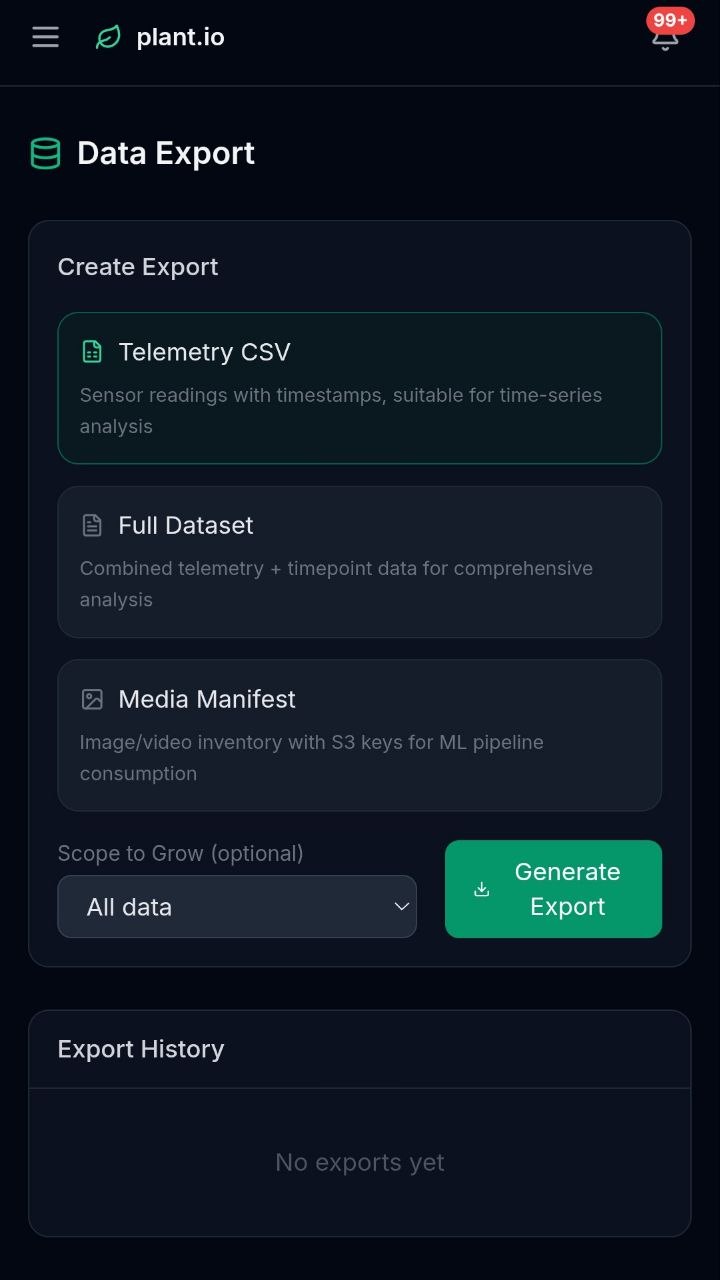 plant.io
99+
Data Export
Create Export
Telemetry CSV
Sensor readings with timestamps, suitable for time-series
analysis
Full Dataset
Combined telemetry + timepoint data for comprehensive
analysis
Media Manifest
Image/video inventory with S3 keys for ML pipeline
consumption
Scope to Grow (optional)
All data
Generate
Export
Export History
No exports yet